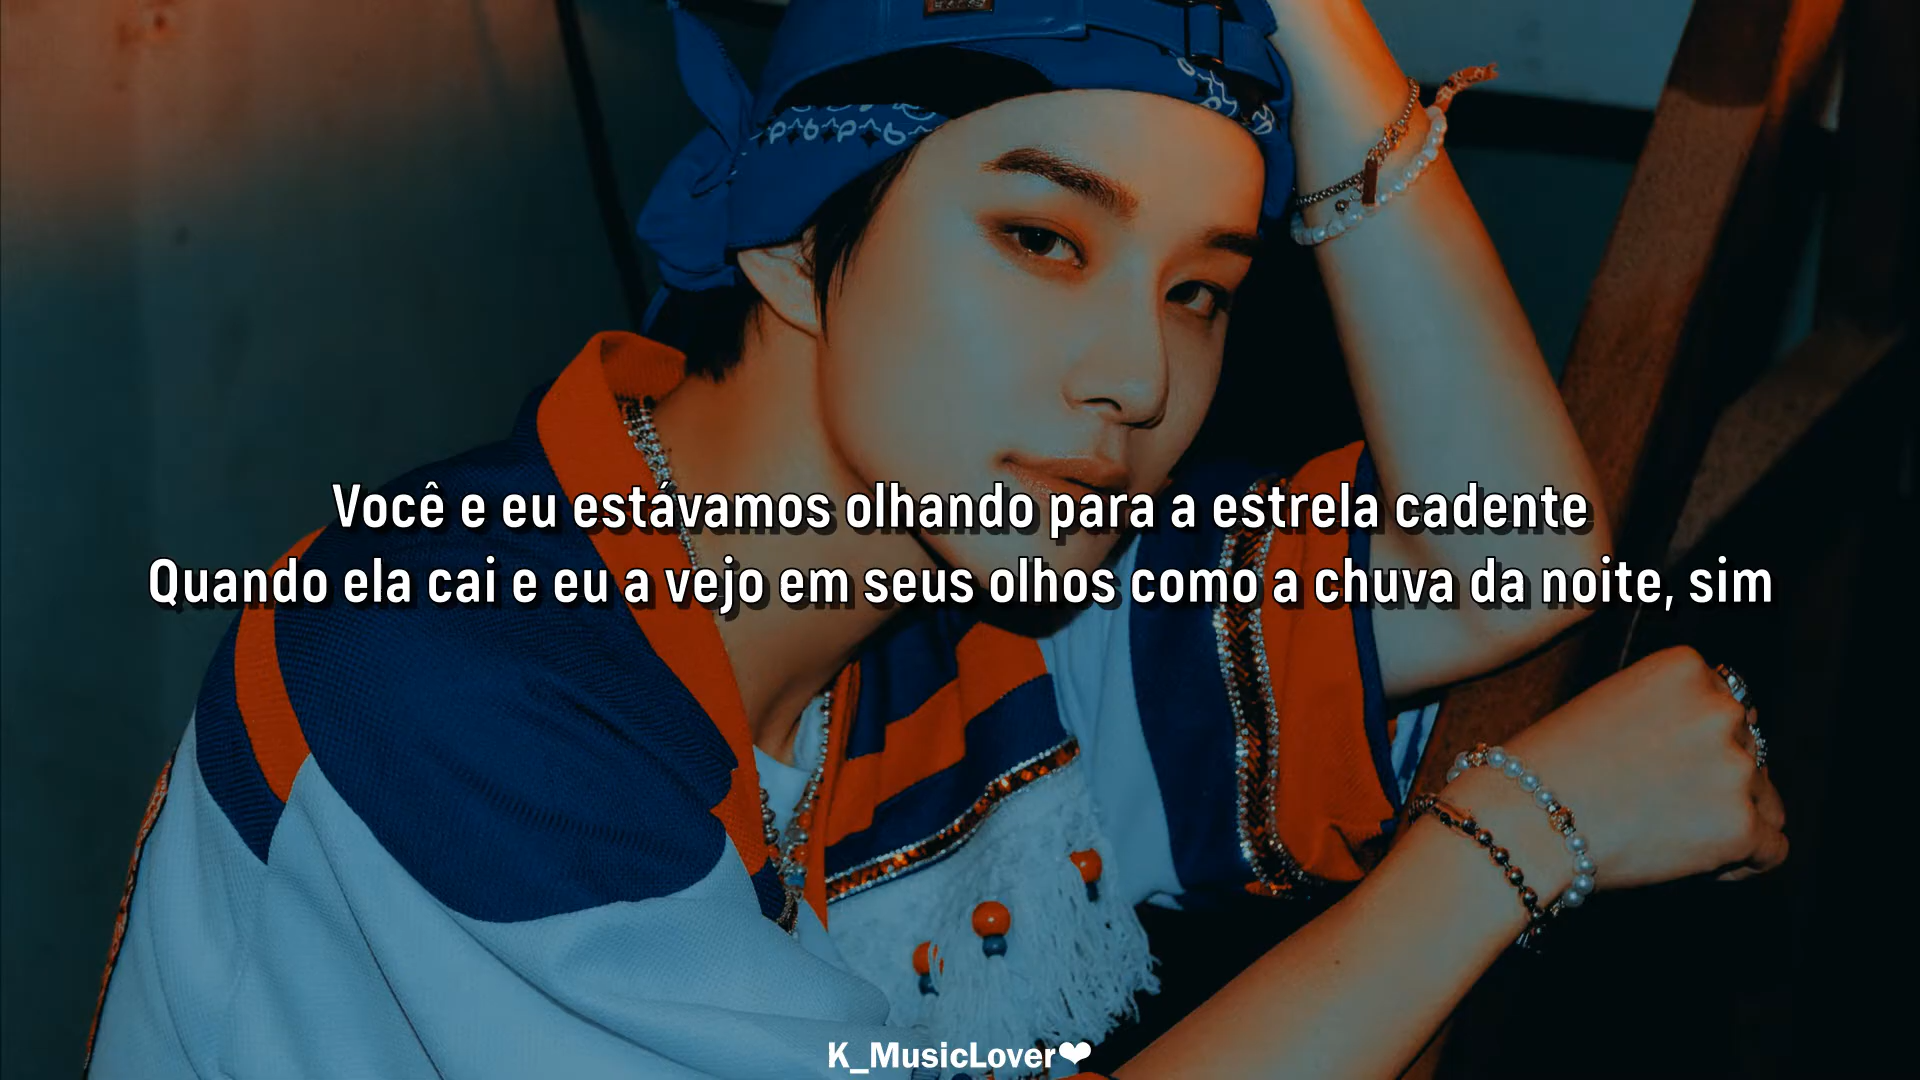 Você e eu estávamos olhando para a estrela cadente
Quando ela cai e eu a vejo em seus olhos como a chuva da noite, sim
K_MusicLover❤